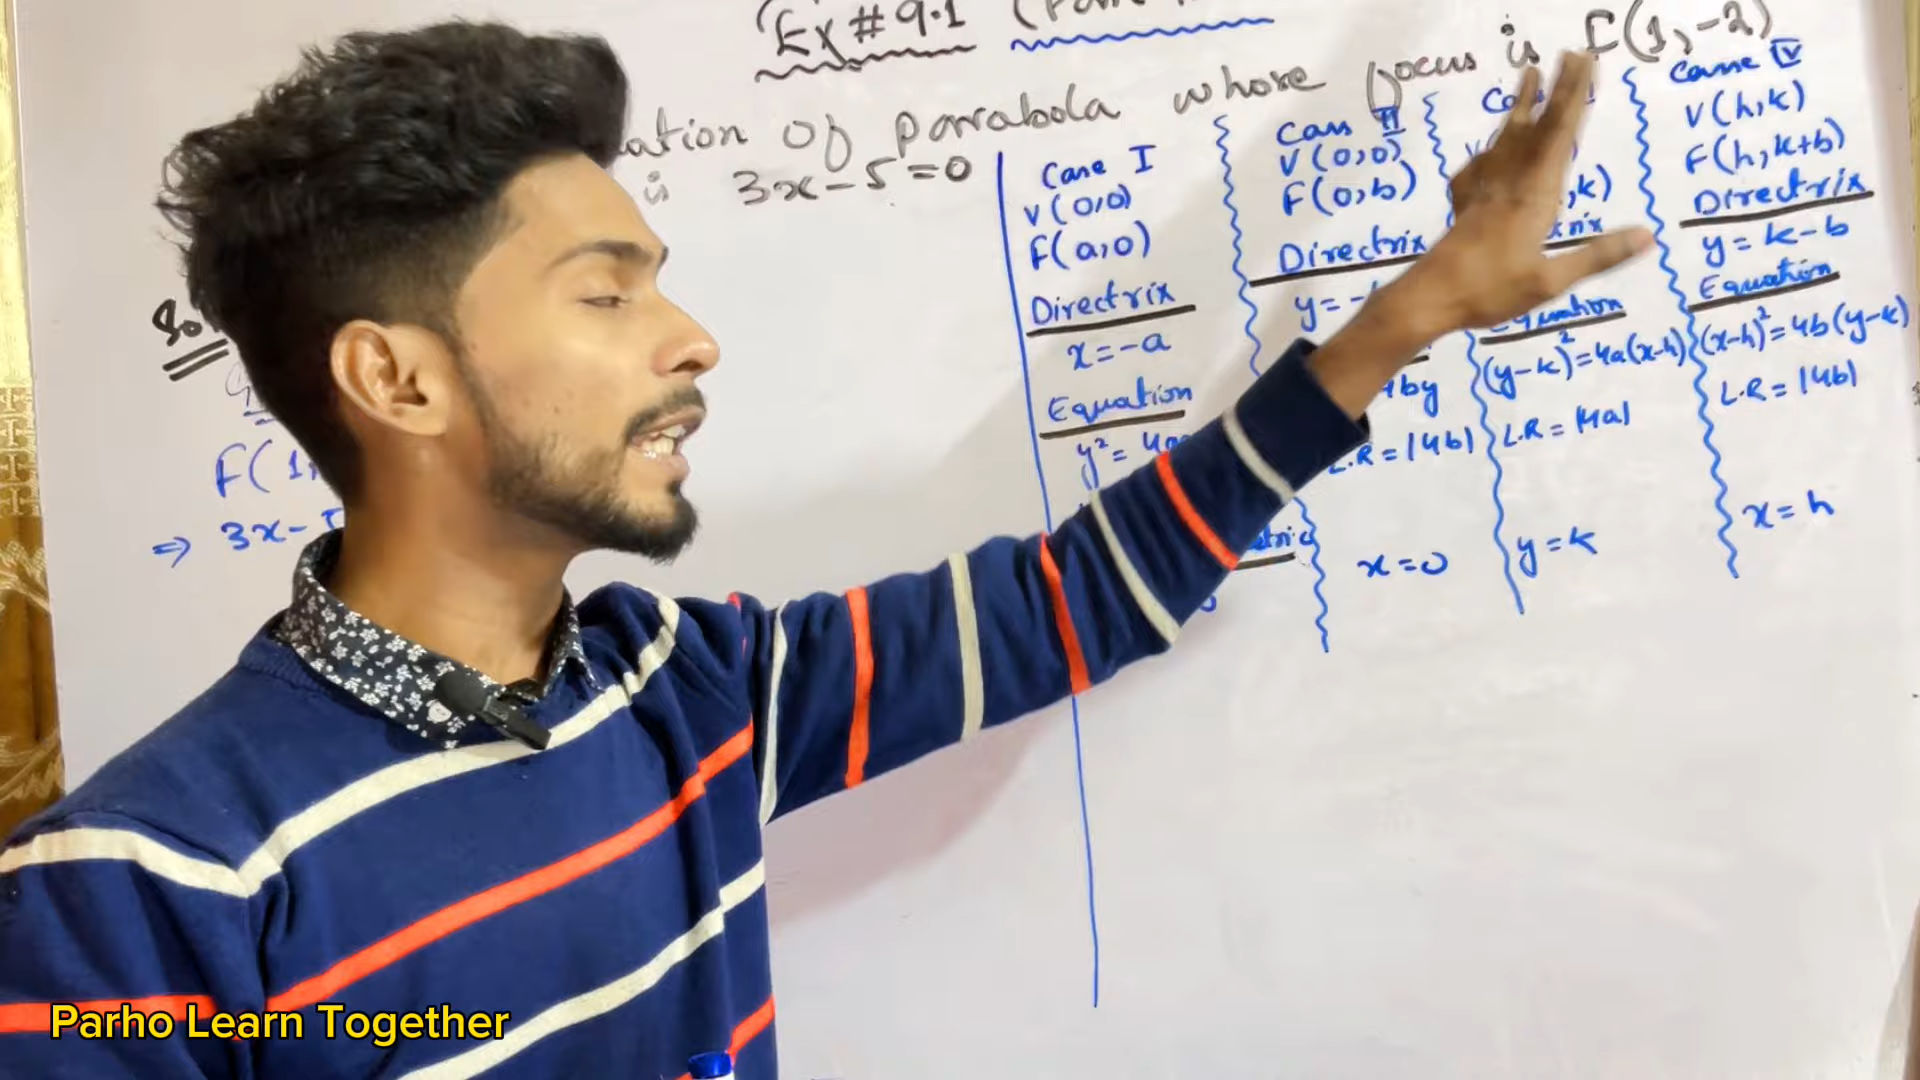 Ex # 9.1
ation of parabola whose focus is F(1,-2)
is 3x-5=0
F(1,
⇒ 3x-5
Case I
V(0,0)
F(a,0)
Directrix
x=-a
Equation
y²=4a
Case II
V(0,0)
F(0,b)
Directrix
y=-
4by
L.R=|4b|
x=0
,k)
Equation
(y-k)²=4a(x-h)
L.R=|4a|
y=k
Case IV
V(h,k)
F(h,k+b)
Directrix
y=k-b
Equation
(x-h)²=4b(y-k)
L.R=|4b|
x=h
Parho Learn Together